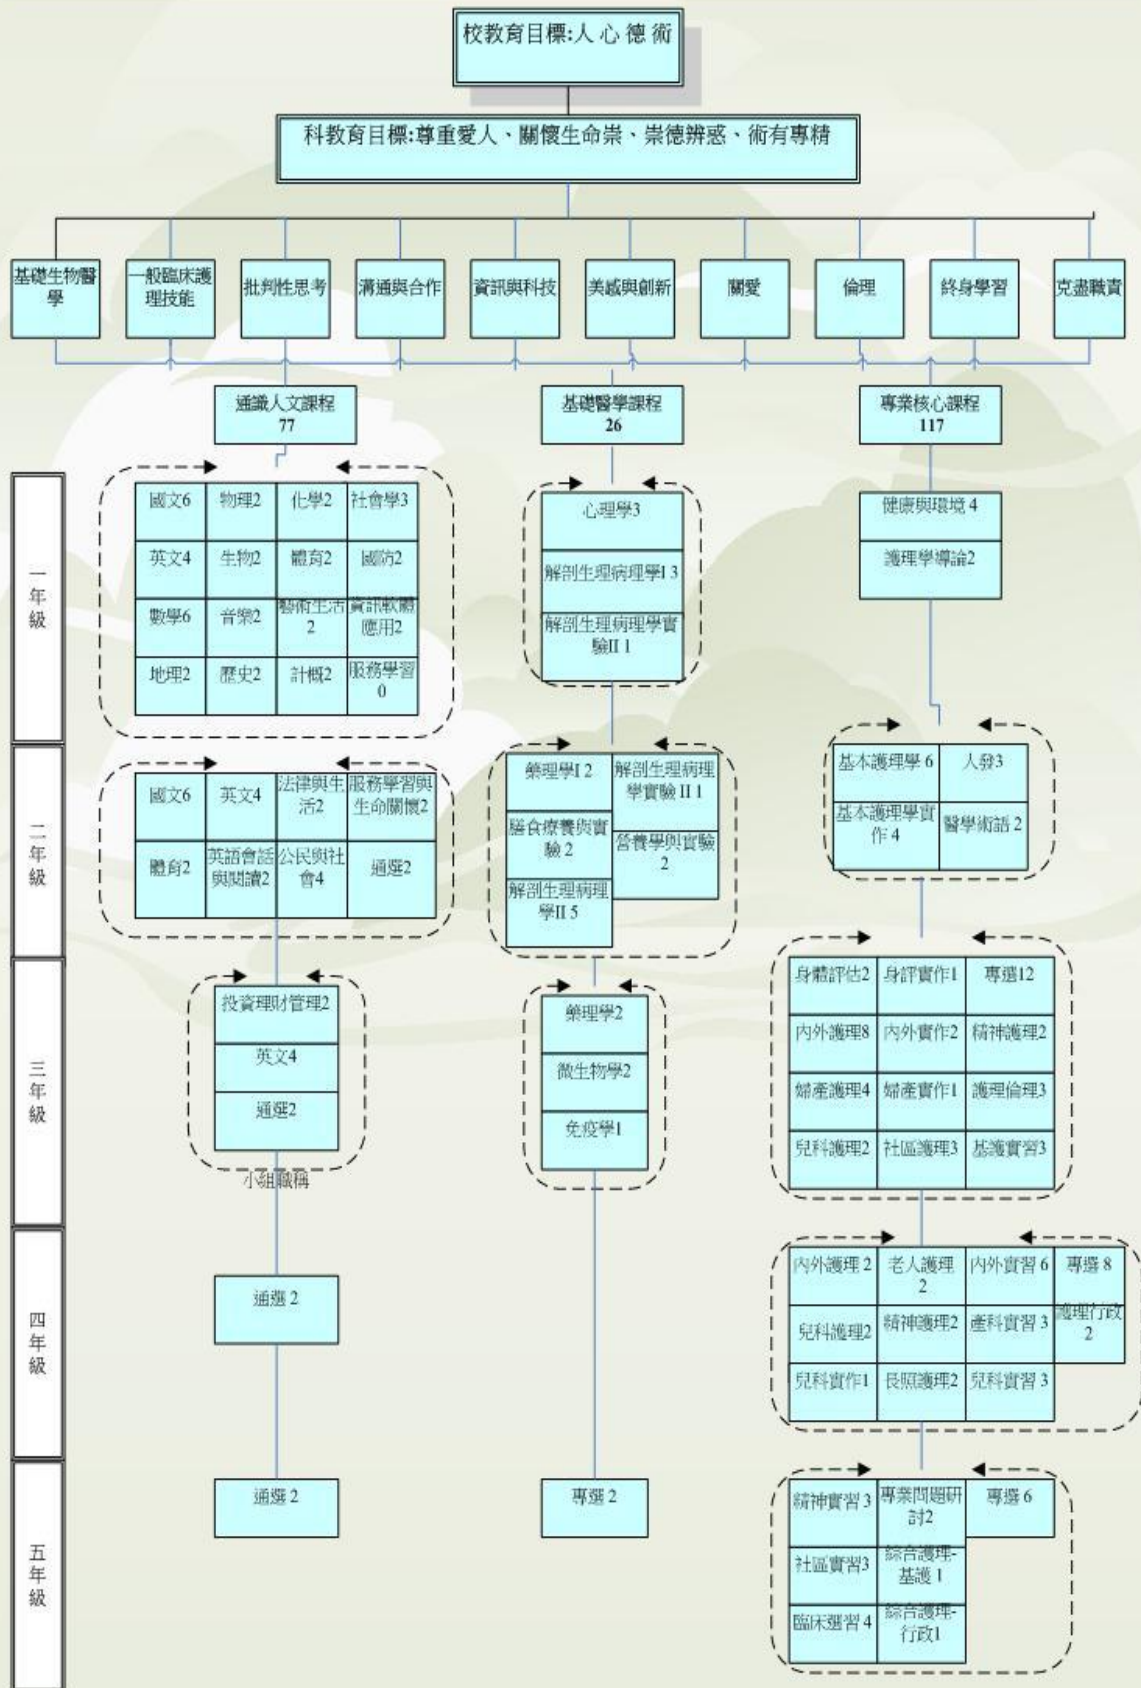 校教育目標:人 心 德 術
科教育目標:尊重愛人、關懷生命崇、崇德辨惑、術有專精
基礎生物醫
學
一般臨床護
理技能
批判性思考
溝通與合作
資訊與科技
美感與創新
關愛
倫理
終身學習
克盡職責
通識人文課程
77
基礎醫學課程
26
專業核心課程
117
一年級
國文6
物理2
化學2
社會學3
英文4
生物2
體育2
國防2
數學6
音樂2
藝術生活
2
資訊軟體
應用2
地理2
歷史2
計概2
服務學習
0
心理學3
解剖生理病理學I 3
解剖生理病理學實
驗II 1
健康與環境 4
護理學導論2
二年級
國文6
英文4
法律與生
活2
服務學習與
生命關懷2
體育2
英語會話
與閱讀2
公民與社
會4
通選2
藥理學I 2
解剖生理病理
學實驗 II 1
膳食療養與實
驗 2
營養學與實驗
2
解剖生理病理
學II 5
基本護理學 6
人發3
基本護理學實
作 4
醫學術語 2
三年級
投資理財管理2
英文4
通選2
小組職稱
藥理學2
微生物學2
免疫學1
身體評估2
身評實作1
專選12
內外護理8
內外實作2
精神護理2
婦產護理4
婦產實作1
護理倫理3
兒科護理2
社區護理3
基護實習3
四年級
通選 2
內外護理 2
老人護理
2
內外實習 6
專選 8
兒科護理2
精神護理2
產科實習 3
護理行政
2
兒科實作1
長照護理2
兒科實習 3
五年級
通選 2
專選 2
精神實習 3
專業問題研
討2
專選 6
社區實習3
綜合護理-
基護 1
臨床選習 4
綜合護理-
行政1